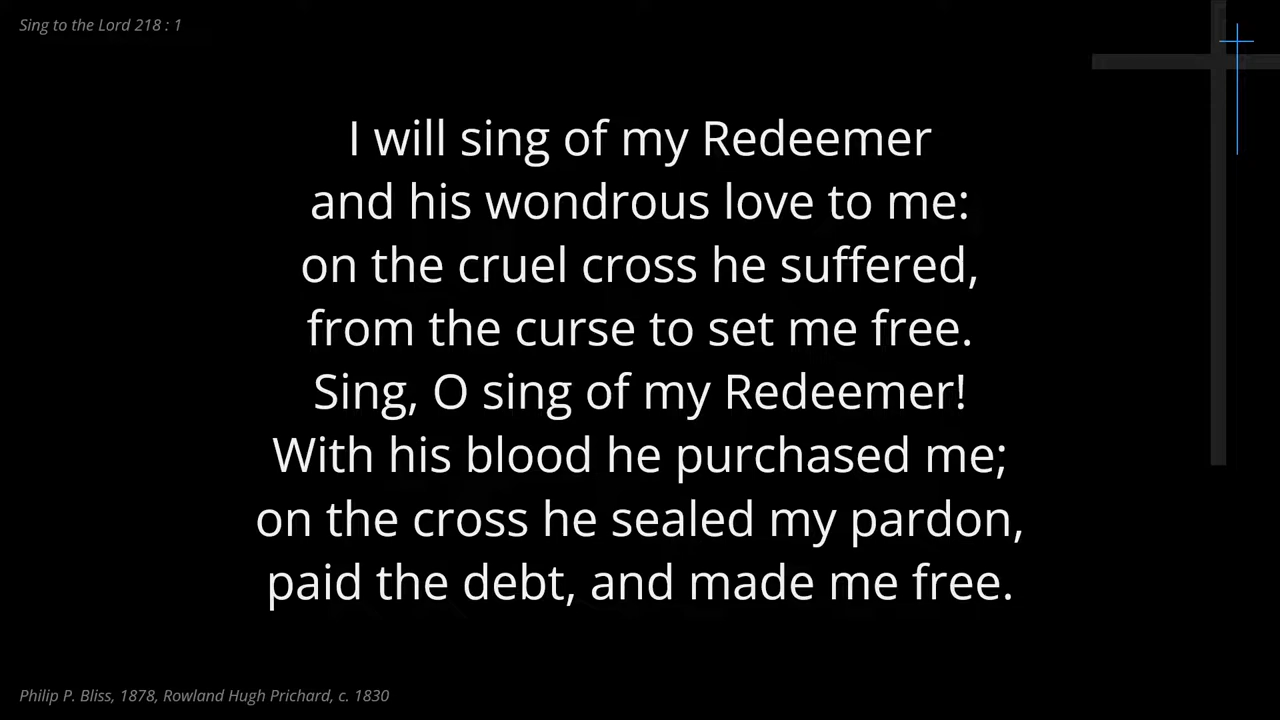 Sing to the Lord 218 : 1
I will sing of my Redeemer
and his wondrous love to me:
on the cruel cross he suffered,
from the curse to set me free.
Sing, O sing of my Redeemer!
With his blood he purchased me;
on the cross he sealed my pardon,
paid the debt, and made me free.
Philip P. Bliss, 1878, Rowland Hugh Prichard, c. 1830